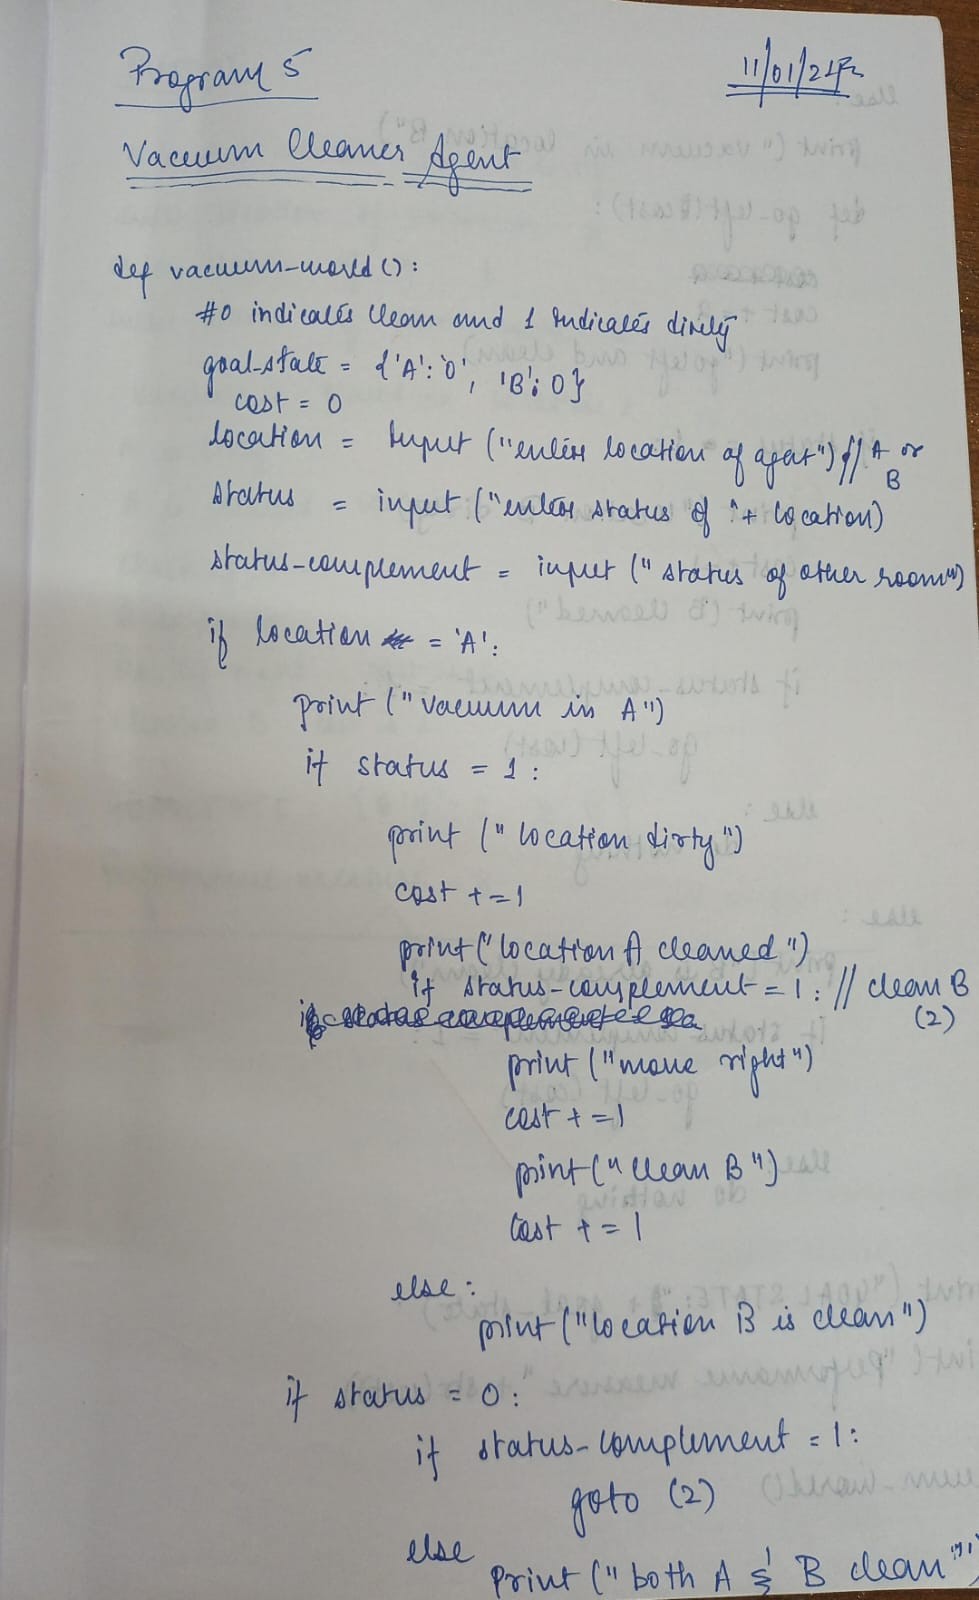 Program 5
11/01/24
Vacuum Cleaner Agent
def vacuum-world():
#0 indicates clean and 1 indicates dirty
goal-state = {'A':'0', 'B': 0}
cost = 0
location = Input ("enter location of agent") // A or B
status = input ("enter status of "+ location)
status-complement = input (" status of other room")
if location = 'A':
print (" vacuum in A")
if status = 1 :
print (" location dirty")
cost +=1
print("location A cleaned")
if status-complement = 1: // clean B
(2)
print ("move right")
cost +=1
print("clean B")
cost += 1
else:
print("location B is clean")
if status = 0:
if status-complement = 1:
goto (2)
else
print (" both A & B clean")